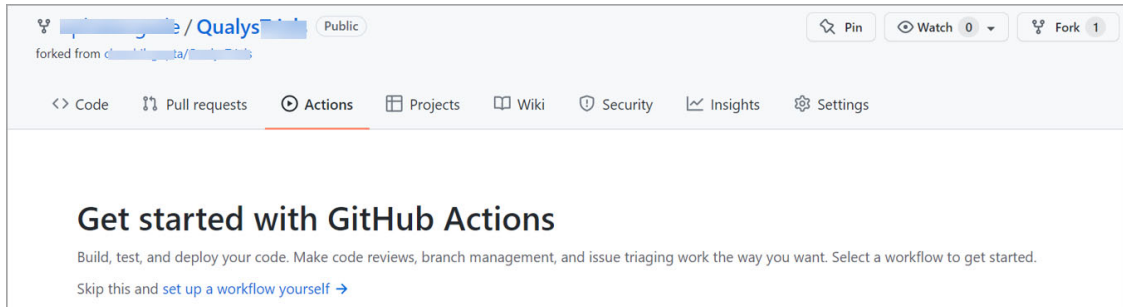 / Qualys Public Pin Watch 0 Fork 1
forked from
Code Pull requests Actions Projects Wiki Security Insights Settings
Get started with GitHub Actions
Build, test, and deploy your code. Make code reviews, branch management, and issue triaging work the way you want. Select a workflow to get started.
Skip this and set up a workflow yourself →